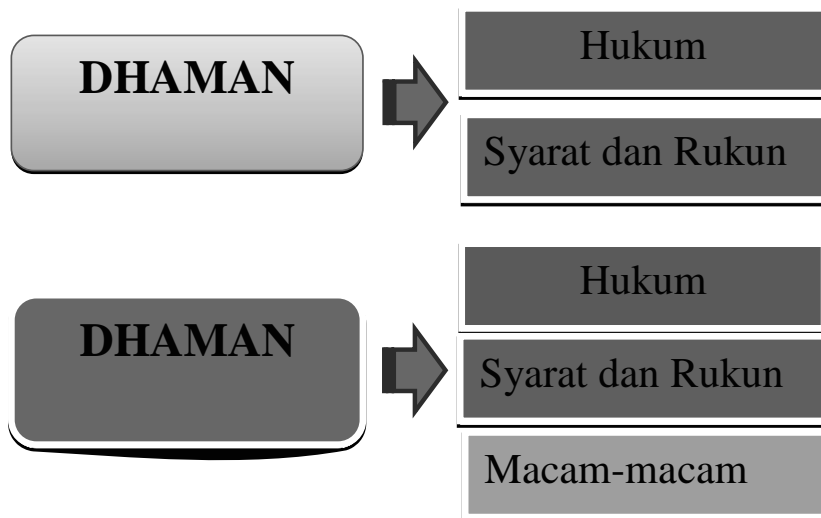 DHAMAN
Hukum
Syarat dan Rukun
DHAMAN
Hukum
Syarat dan Rukun
Macam-macam